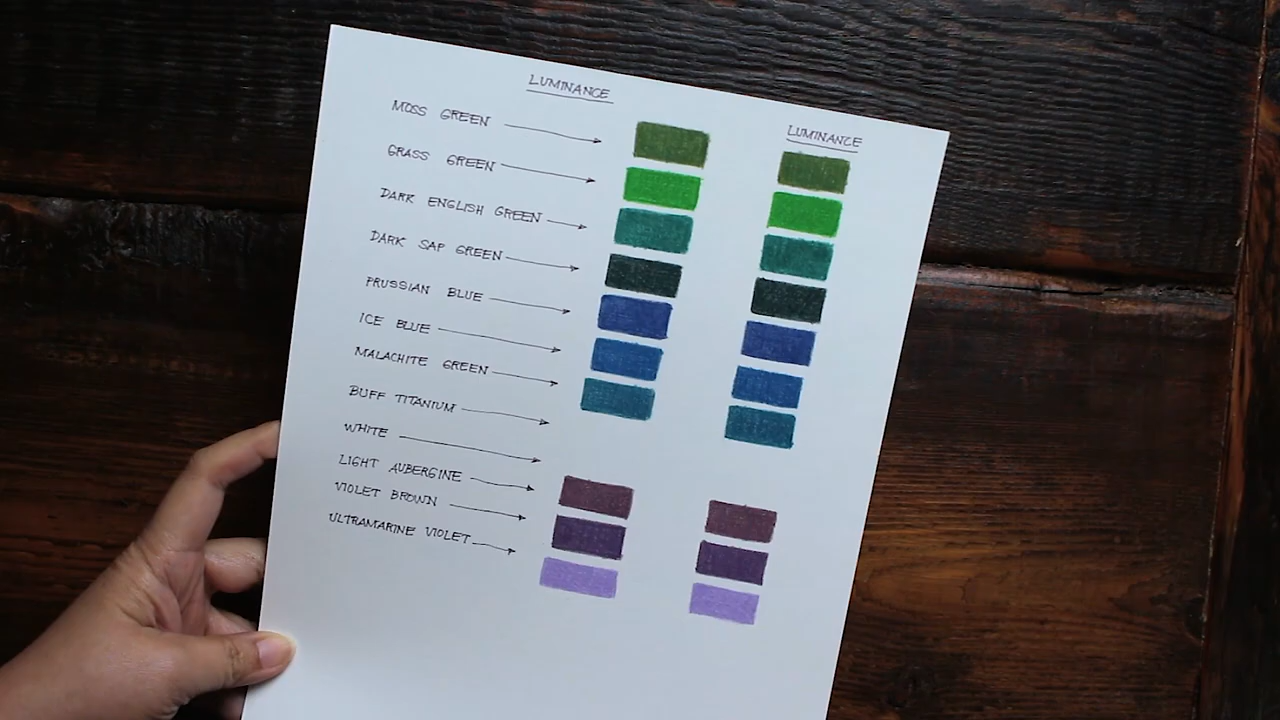 LUMINANCE
LUMINANCE
MOSS GREEN
GRASS GREEN
DARK ENGLISH GREEN
DARK SAP GREEN
PRUSSIAN BLUE
ICE BLUE
MALACHITE GREEN
BUFF TITANIUM
WHITE
LIGHT AUBERGINE
VIOLET BROWN
ULTRAMARINE VIOLET